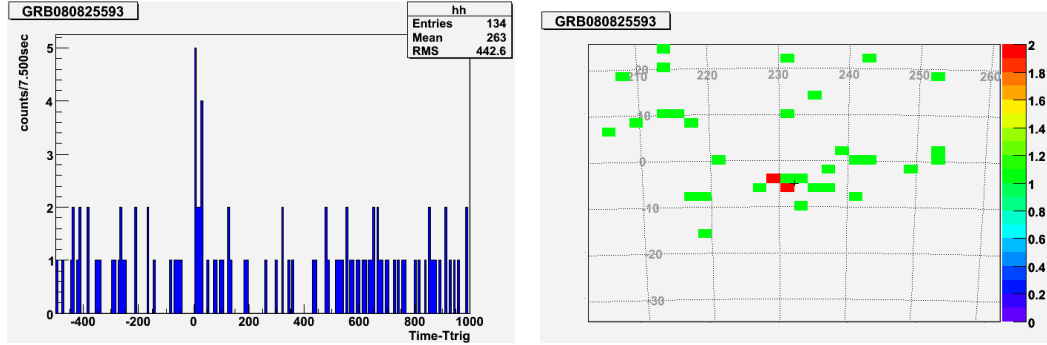 GRB080825593
hh
Entries 134
Mean 263
RMS 442.6
counts/7.500sec
5
4
3
2
1
0
-400 -200 0 200 400 600 800 1000
Time-Ttrig
GRB080825593
20
210 220 230 240 250 260
10
0
-10
-20
-30
2
1.8
1.6
1.4
1.2
1
0.8
0.6
0.4
0.2
0